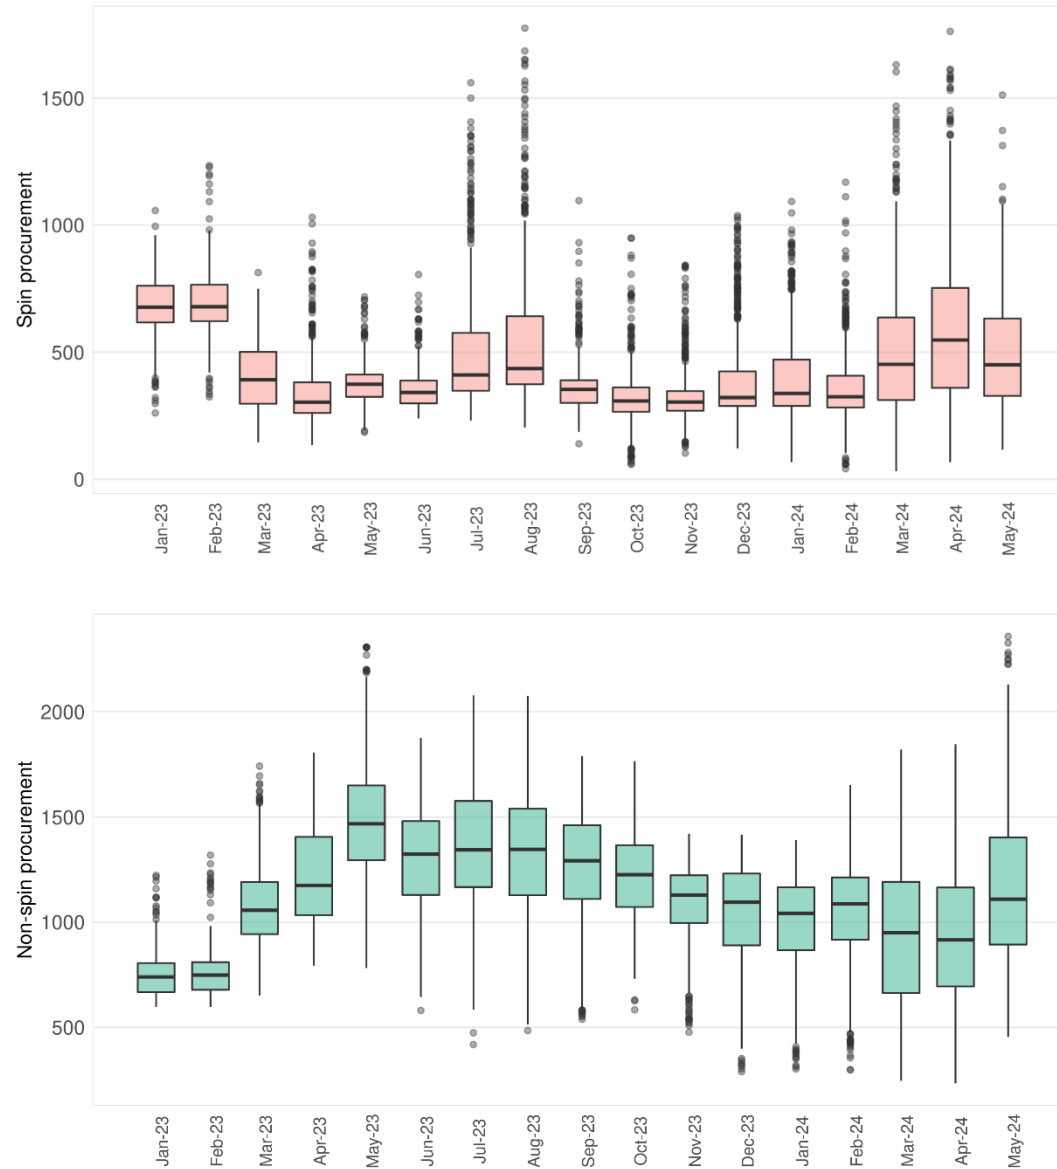 Spin procurement
1500
1000
500
0
Jan-23
Feb-23
Mar-23
Apr-23
May-23
Jun-23
Jul-23
Aug-23
Sep-23
Oct-23
Nov-23
Dec-23
Jan-24
Feb-24
Mar-24
Apr-24
May-24
Non-spin procurement
2000
1500
1000
500
Jan-23
Feb-23
Mar-23
Apr-23
May-23
Jun-23
Jul-23
Aug-23
Sep-23
Oct-23
Nov-23
Dec-23
Jan-24
Feb-24
Mar-24
Apr-24
May-24